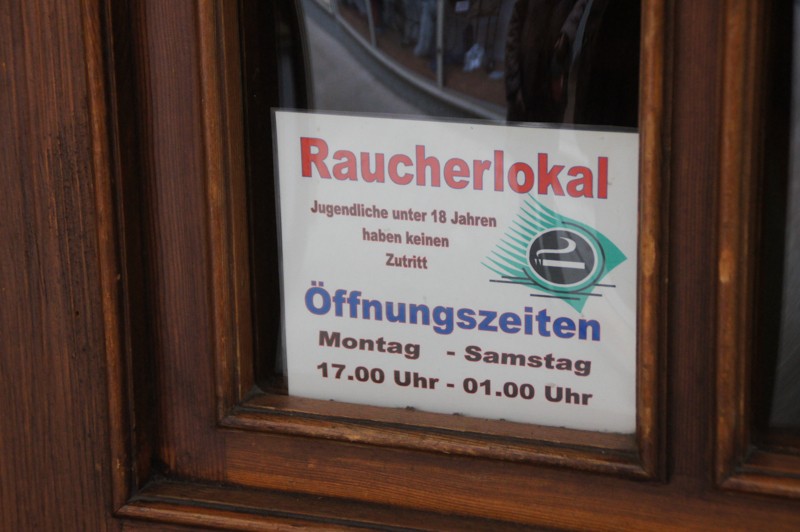 Raucherlokal
Jugendliche unter 18 Jahren
haben keinen
Zutritt
Öffnungszeiten
Montag - Samstag
17.00 Uhr - 01.00 Uhr